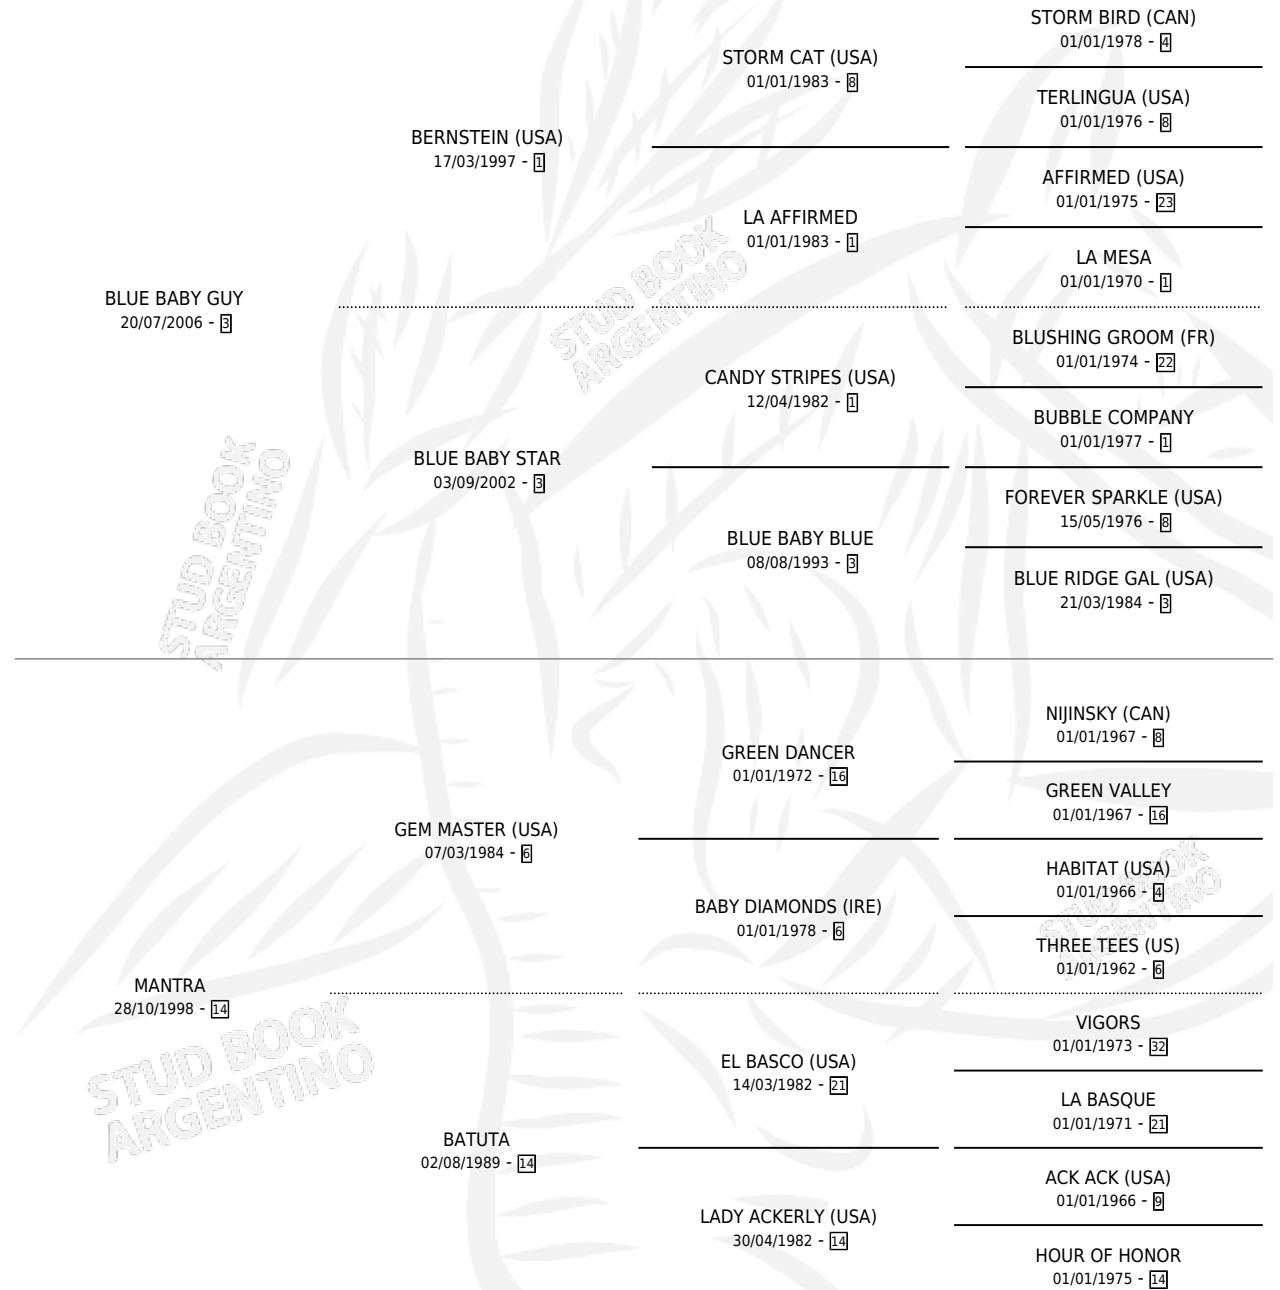 STORM BIRD (CAN)
01/01/1978 - 4
STORM CAT (USA)
01/01/1983 - 8
TERLINGUA (USA)
01/01/1976 - 8
BERNSTEIN (USA)
17/03/1997 - 1
AFFIRMED (USA)
01/01/1975 - 23
LA AFFIRMED
01/01/1983 - 1
LA MESA
01/01/1970 - 1
BLUE BABY GUY
20/07/2006 - 3
BLUSHING GROOM (FR)
01/01/1974 - 22
CANDY STRIPES (USA)
12/04/1982 - 1
BUBBLE COMPANY
01/01/1977 - 1
BLUE BABY STAR
03/09/2002 - 3
FOREVER SPARKLE (USA)
15/05/1976 - 8
BLUE BABY BLUE
08/08/1993 - 3
BLUE RIDGE GAL (USA)
21/03/1984 - 3
STUD BOOK
ARGENTINO
STUD BOOK
ARGENTINO
NIJINSKY (CAN)
01/01/1967 - 8
GREEN DANCER
01/01/1972 - 16
GREEN VALLEY
01/01/1967 - 16
GEM MASTER (USA)
07/03/1984 - 6
HABITAT (USA)
01/01/1966 - 4
BABY DIAMONDS (IRE)
01/01/1978 - 6
THREE TEES (US)
01/01/1962 - 6
MANTRA
28/10/1998 - 14
VIGORS
01/01/1973 - 32
EL BASCO (USA)
14/03/1982 - 21
LA BASQUE
01/01/1971 - 21
BATUTA
02/08/1989 - 14
ACK ACK (USA)
01/01/1966 - 9
LADY ACKERLY (USA)
30/04/1982 - 14
HOUR OF HONOR
01/01/1975 - 14
STUD BOOK
ARGENTINO
STUD BOOK
ARGENTINO